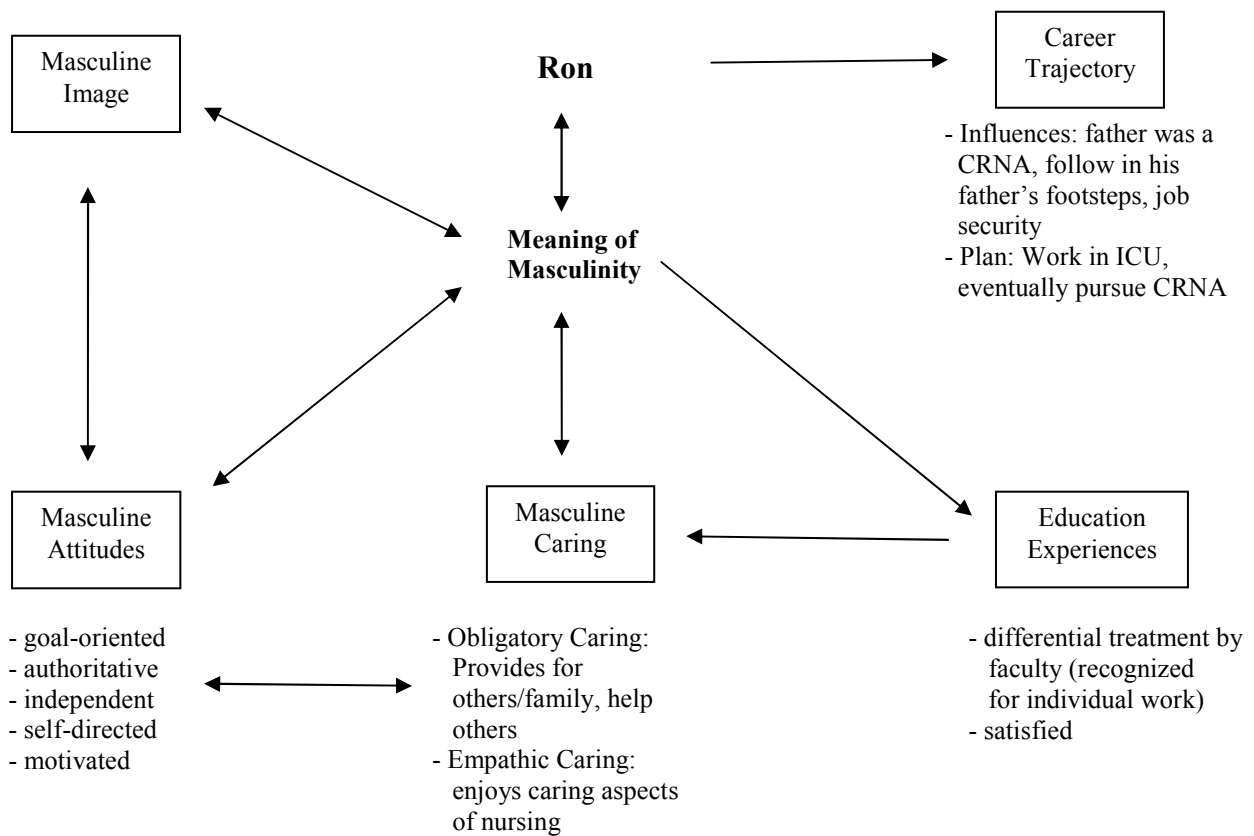 Masculine
Image
Ron
Career
Trajectory
- Influences: father was a
CRNA, follow in his
father’s footsteps, job
security
- Plan: Work in ICU,
eventually pursue CRNA
Meaning of
Masculinity
Masculine
Attitudes
Masculine
Caring
Education
Experiences
- goal-oriented
- authoritative
- independent
- self-directed
- motivated
- Obligatory Caring:
Provides for
others/family, help
others
- Empathic Caring:
enjoys caring aspects
of nursing
- differential treatment by
faculty (recognized
for individual work)
- satisfied